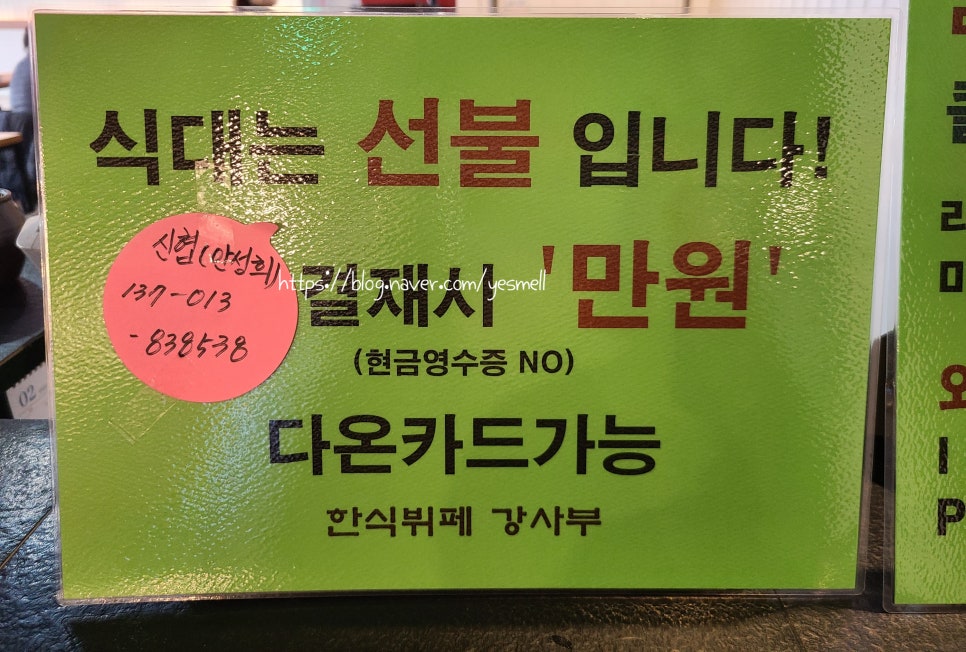 식대는 선불 입니다!
신협(안성희)
137-013
-838538
결재시 '만원'
https://blog.naver.com/yesmell
(현금영수증 NO)
다온카드가능
한식뷔페 강사부
02
I
P